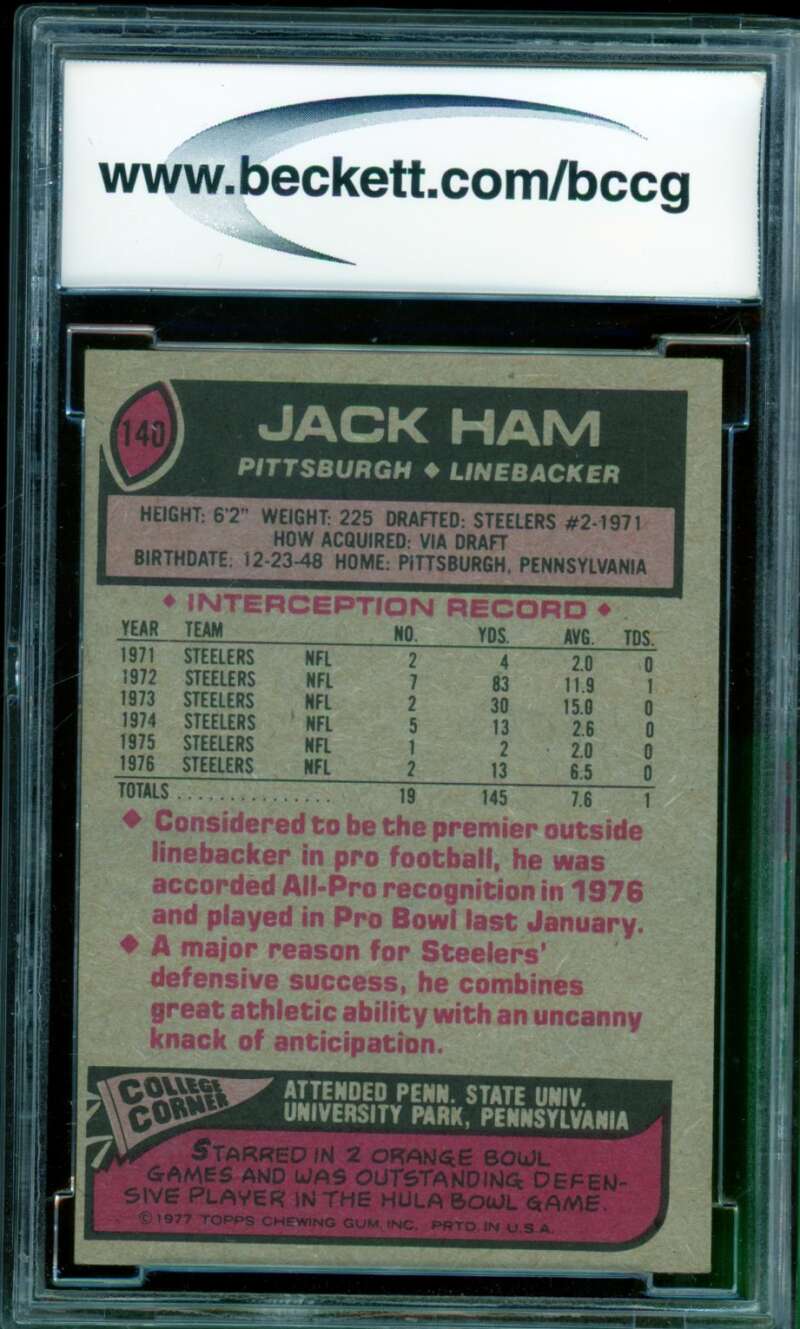 www.beckett.com/bccg
140
JACK HAM
PITTSBURGH ♦ LINEBACKER
HEIGHT: 6'2" WEIGHT: 225 DRAFTED: STEELERS #2-1971
HOW ACQUIRED: VIA DRAFT
BIRTHDATE: 12-23-48 HOME: PITTSBURGH, PENNSYLVANIA
♦ INTERCEPTION RECORD ♦
YEAR TEAM NO. YDS. AVG. TDS.
1971 STEELERS NFL 2 4 2.0 0
1972 STEELERS NFL 7 83 11.9 1
1973 STEELERS NFL 2 30 15.0 0
1974 STEELERS NFL 5 13 2.6 0
1975 STEELERS NFL 1 2 2.0 0
1976 STEELERS NFL 2 13 6.5 0
TOTALS . . . . . . . . . . . . . . . 19 145 7.6 1
♦ Considered to be the premier outside
linebacker in pro football, he was
accorded All-Pro recognition in 1976
and played in Pro Bowl last January.
♦ A major reason for Steelers'
defensive success, he combines
great athletic ability with an uncanny
knack of anticipation.
COLLEGE
CORNER
ATTENDED PENN. STATE UNIV.
UNIVERSITY PARK, PENNSYLVANIA
STARRED IN 2 ORANGE BOWL
GAMES AND WAS OUTSTANDING DEFEN-
SIVE PLAYER IN THE HULA BOWL GAME.
© 1977 TOPPS CHEWING GUM, INC. PRTD. IN U.S.A.